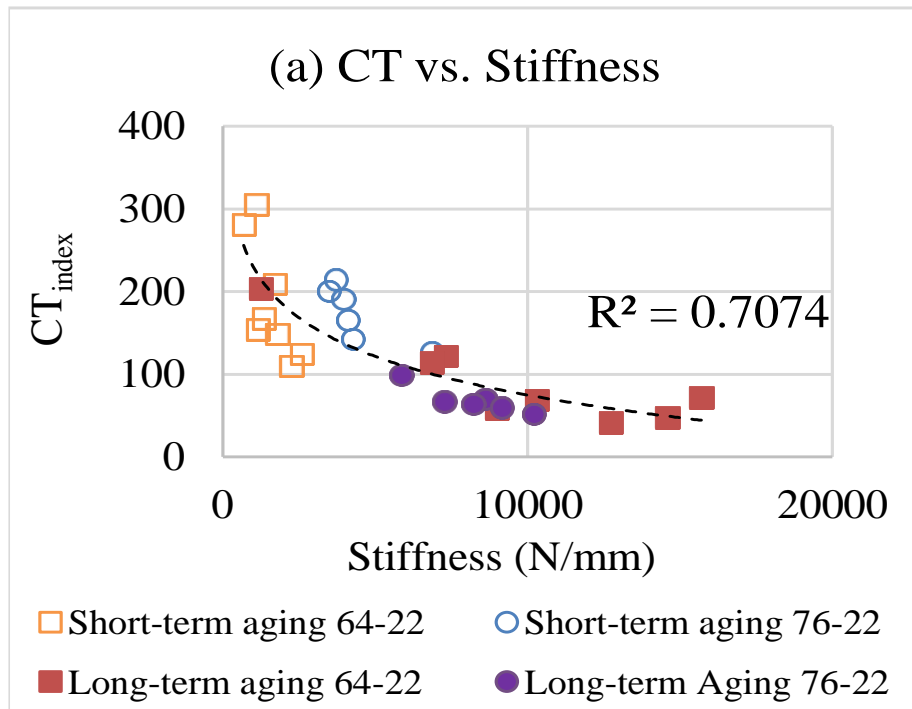 (a) CT vs. Stiffness
400
300
200
100
0
CTindex
R² = 0.7074
0 10000 20000
Stiffness (N/mm)
Short-term aging 64-22 Short-term aging 76-22
Long-term aging 64-22 Long-term Aging 76-22